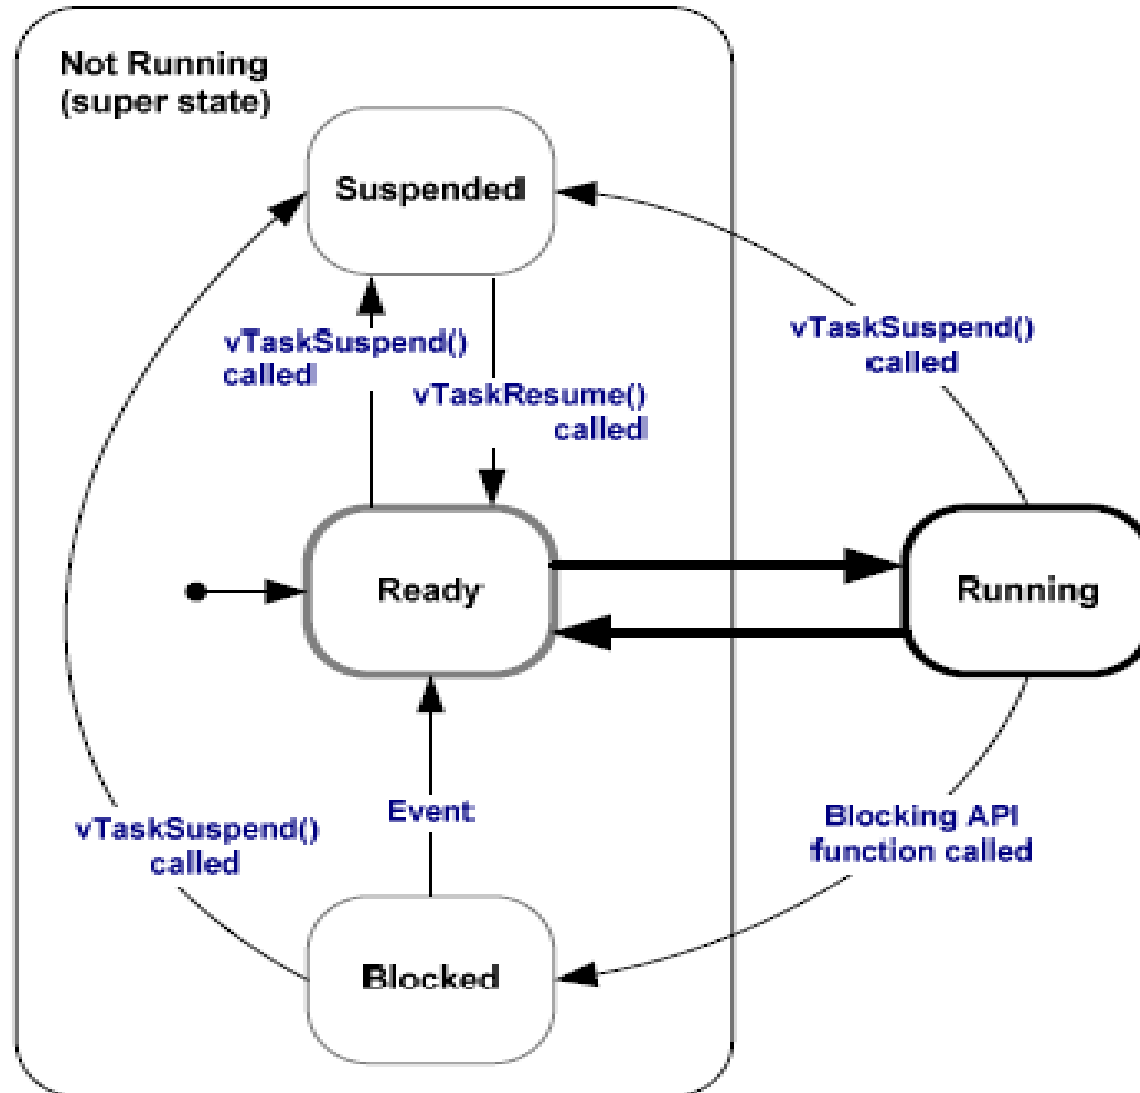 Not Running
(super state)
Suspended
vTaskSuspend()
called
vTaskResume()
called
vTaskSuspend()
called
Ready
Running
Event
vTaskSuspend()
called
Blocking API
function called
Blocked